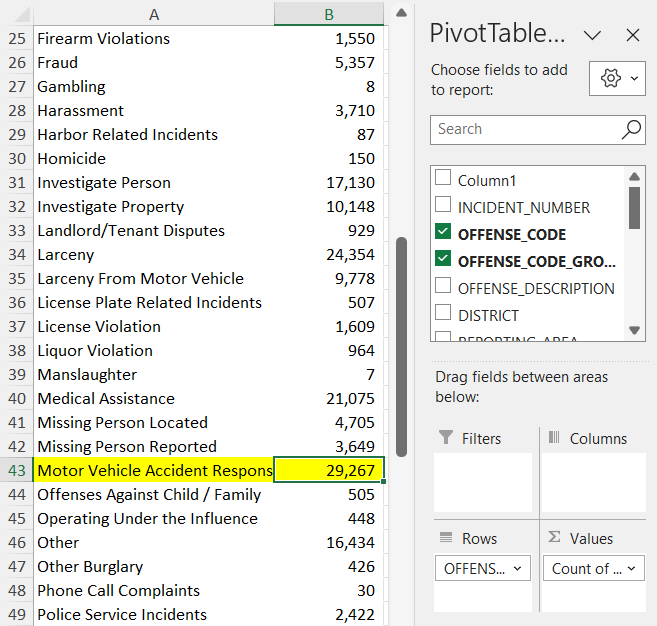 A B
25 Firearm Violations 1,550
26 Fraud 5,357
27 Gambling 8
28 Harassment 3,710
29 Harbor Related Incidents 87
30 Homicide 150
31 Investigate Person 17,130
32 Investigate Property 10,148
33 Landlord/Tenant Disputes 929
34 Larceny 24,354
35 Larceny From Motor Vehicle 9,778
36 License Plate Related Incidents 507
37 License Violation 1,609
38 Liquor Violation 964
39 Manslaughter 7
40 Medical Assistance 21,075
41 Missing Person Located 4,705
42 Missing Person Reported 3,649
43 Motor Vehicle Accident Respons 29,267
44 Offenses Against Child / Family 505
45 Operating Under the Influence 448
46 Other 16,434
47 Other Burglary 426
48 Phone Call Complaints 30
49 Police Service Incidents 2,422
PivotTable...
Choose fields to add
to report:
Search
Column1
INCIDENT_NUMBER
OFFENSE_CODE
OFFENSE_CODE_GRO...
OFFENSE_DESCRIPTION
DISTRICT
REPORTING_AREA
Drag fields between areas
below:
Filters
Columns
Rows
OFFENS...
Σ Values
Count of ...